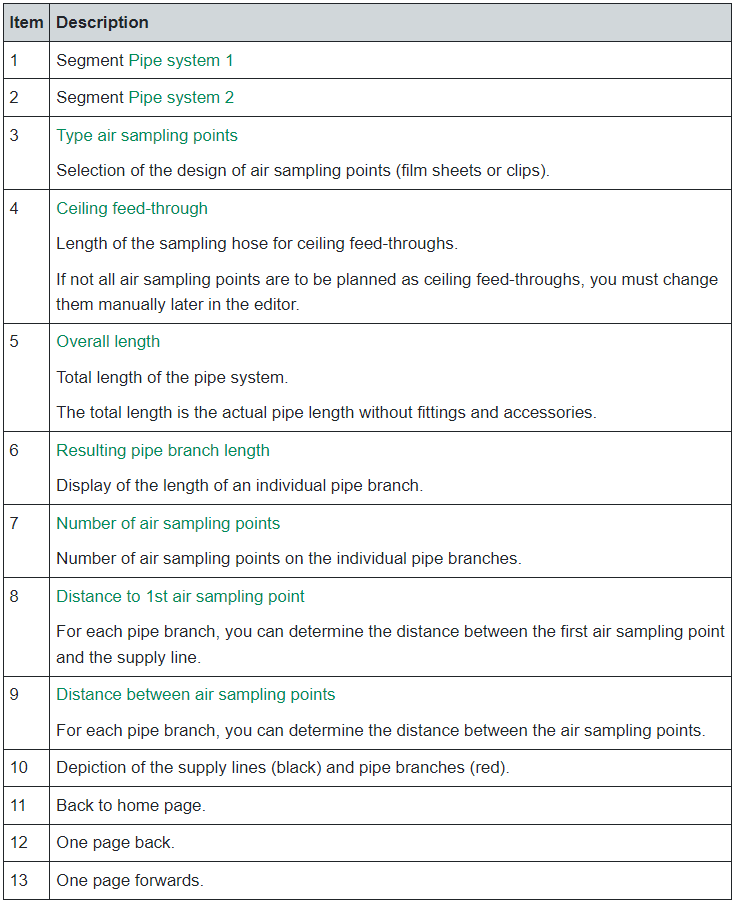 Item Description
1 Segment Pipe system 1
2 Segment Pipe system 2
3 Type air sampling points
Selection of the design of air sampling points (film sheets or clips).
4 Ceiling feed-through
Length of the sampling hose for ceiling feed-throughs.
If not all air sampling points are to be planned as ceiling feed-throughs, you must change
them manually later in the editor.
5 Overall length
Total length of the pipe system.
The total length is the actual pipe length without fittings and accessories.
6 Resulting pipe branch length
Display of the length of an individual pipe branch.
7 Number of air sampling points
Number of air sampling points on the individual pipe branches.
8 Distance to 1st air sampling point
For each pipe branch, you can determine the distance between the first air sampling point
and the supply line.
9 Distance between air sampling points
For each pipe branch, you can determine the distance between the air sampling points.
10 Depiction of the supply lines (black) and pipe branches (red).
11 Back to home page.
12 One page back.
13 One page forwards.